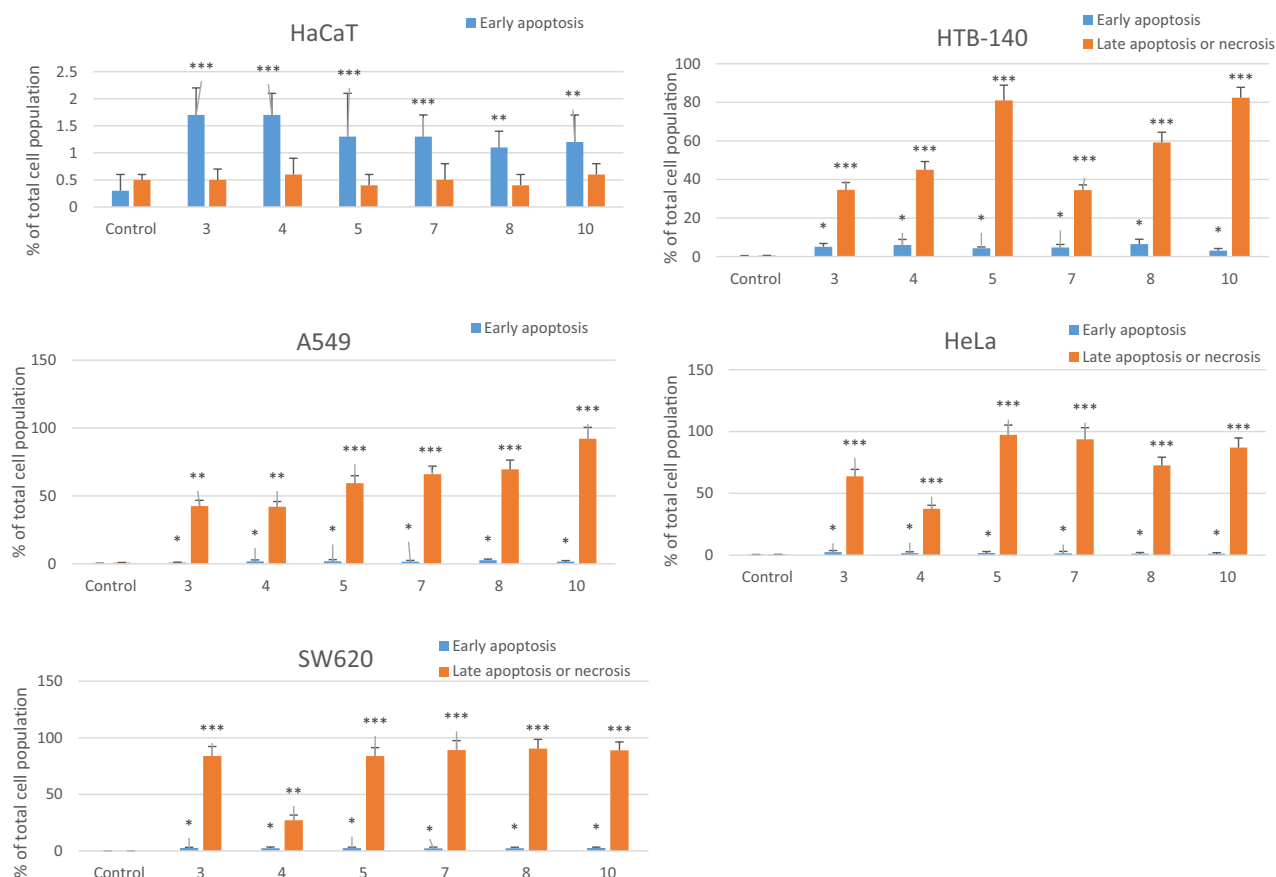 HaCaT
Early apoptosis
% of total cell population
2.5
2
1.5
1
0.5
0
*** *** *** *** ** **
Control 3 4 5 7 8 10
HTB-140
Early apoptosis
Late apoptosis or necrosis
% of total cell population
100
80
60
40
20
0
* *** * *** * *** * *** * *** * ***
Control 3 4 5 7 8 10
A549
Early apoptosis
% of total cell population
150
100
50
0
* ** * ** * *** * *** * *** * ***
Control 3 4 5 7 8 10
HeLa
Early apoptosis
Late apoptosis or necrosis
% of total cell population
150
100
50
0
* *** * *** * *** * *** * *** * ***
Control 3 4 5 7 8 10
SW620
Early apoptosis
Late apoptosis or necrosis
% of total cell population
150
100
50
0
* *** * ** * *** * *** * *** * ***
Control 3 4 5 7 8 10